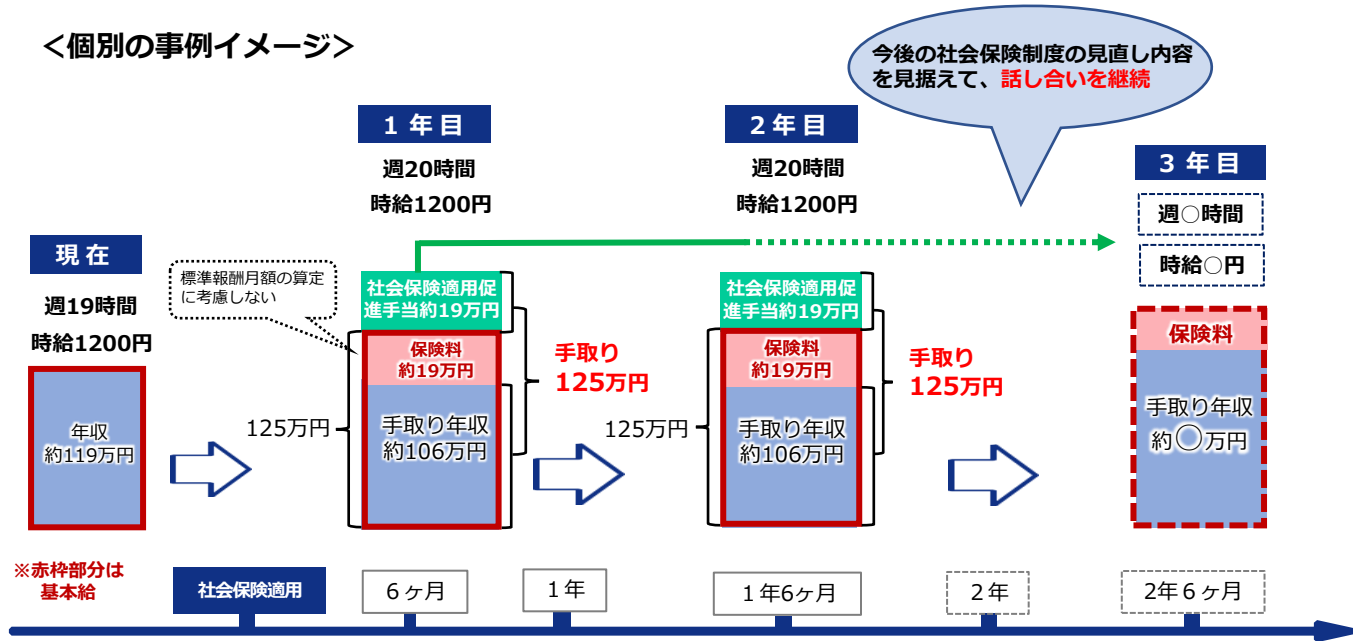 ＜個別の事例イメージ＞
今後の社会保険制度の見直し内容
を見据えて、話し合いを継続
１年目
週20時間
時給1200円
２年目
週20時間
時給1200円
３年目
週○時間
時給○円
現在
週19時間
時給1200円
標準報酬月額の算定
に考慮しない
年収
約119万円
社会保険適用促
進手当約19万円
保険料
約19万円
手取り年収
約106万円
125万円
手取り
125万円
社会保険適用促
進手当約19万円
保険料
約19万円
手取り年収
約106万円
125万円
手取り
125万円
保険料
手取り年収
約○万円
※赤枠部分は
基本給
社会保険適用
６ヶ月
１年
１年6ヶ月
２年
2年６ヶ月